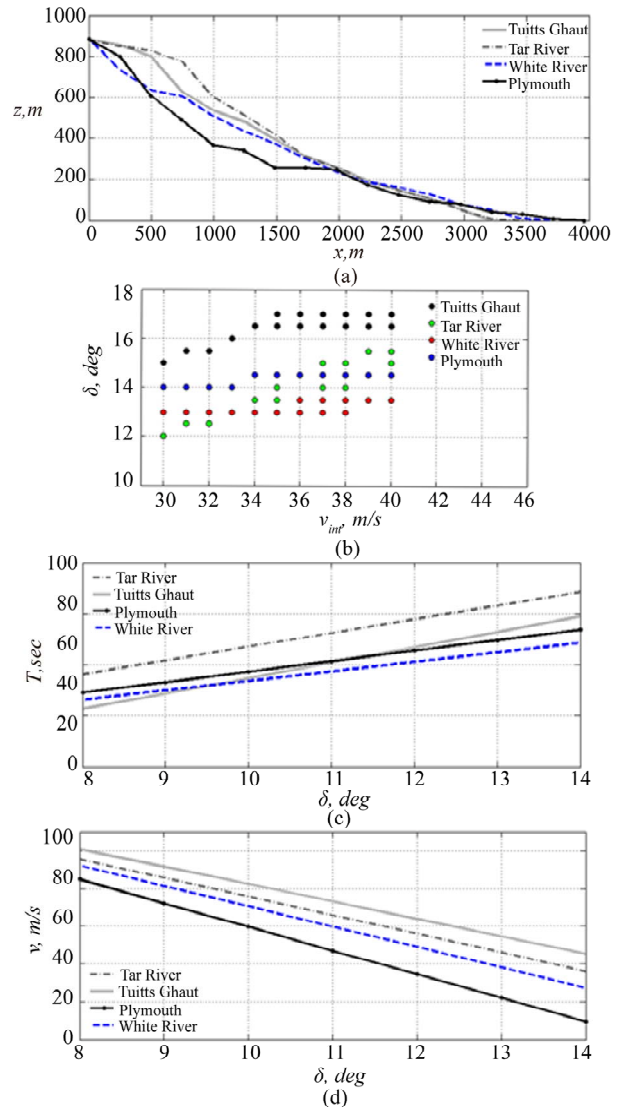 1000
800
600
400
200
0
z,m
Tuitts Ghaut
Tar River
White River
Plymouth
0 500 1000 1500 2000 2500 3000 3500 4000
x,m
(a)
18
16
14
12
10
δ, deg
Tuitts Ghaut
Tar River
White River
Plymouth
30 32 34 36 38 40 42 44 46
v_int, m/s
(b)
100
80
60
40
20
0
T,sec
Tar River
Tuitts Ghaut
Plymouth
White River
8 9 10 11 12 13 14
δ, deg
(c)
100
80
60
40
20
0
v, m/s
Tar River
Tuitts Ghaut
Plymouth
White River
8 9 10 11 12 13 14
δ, deg
(d)